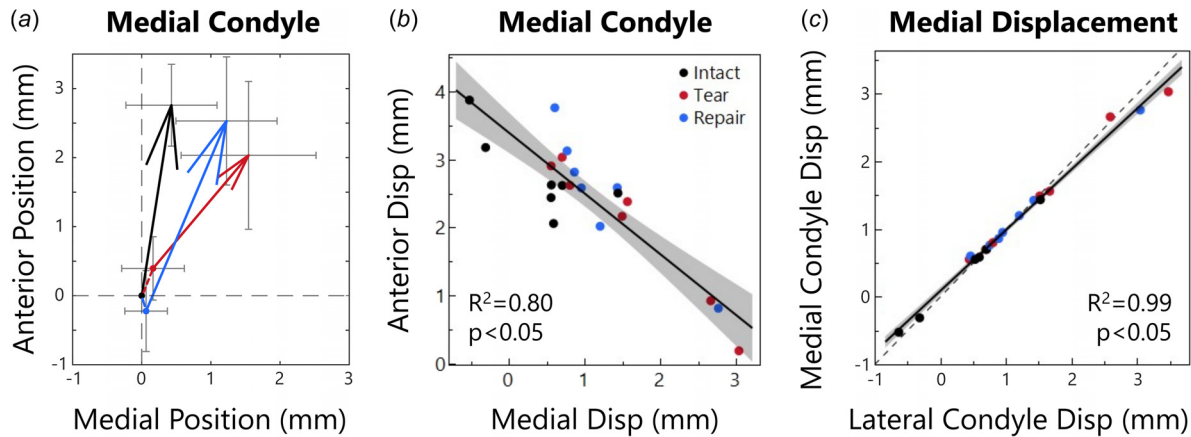 (a) Medial Condyle
Anterior Position (mm)
3
2
1
0
-1
-1 0 1 2 3
Medial Position (mm)
(b) Medial Condyle
Anterior Disp (mm)
4
3
2
1
0
Intact
Tear
Repair
R²=0.80
p<0.05
0 1 2 3
Medial Disp (mm)
(c) Medial Displacement
Medial Condyle Disp (mm)
3
2
1
0
-1
R²=0.99
p<0.05
-1 0 1 2 3
Lateral Condyle Disp (mm)